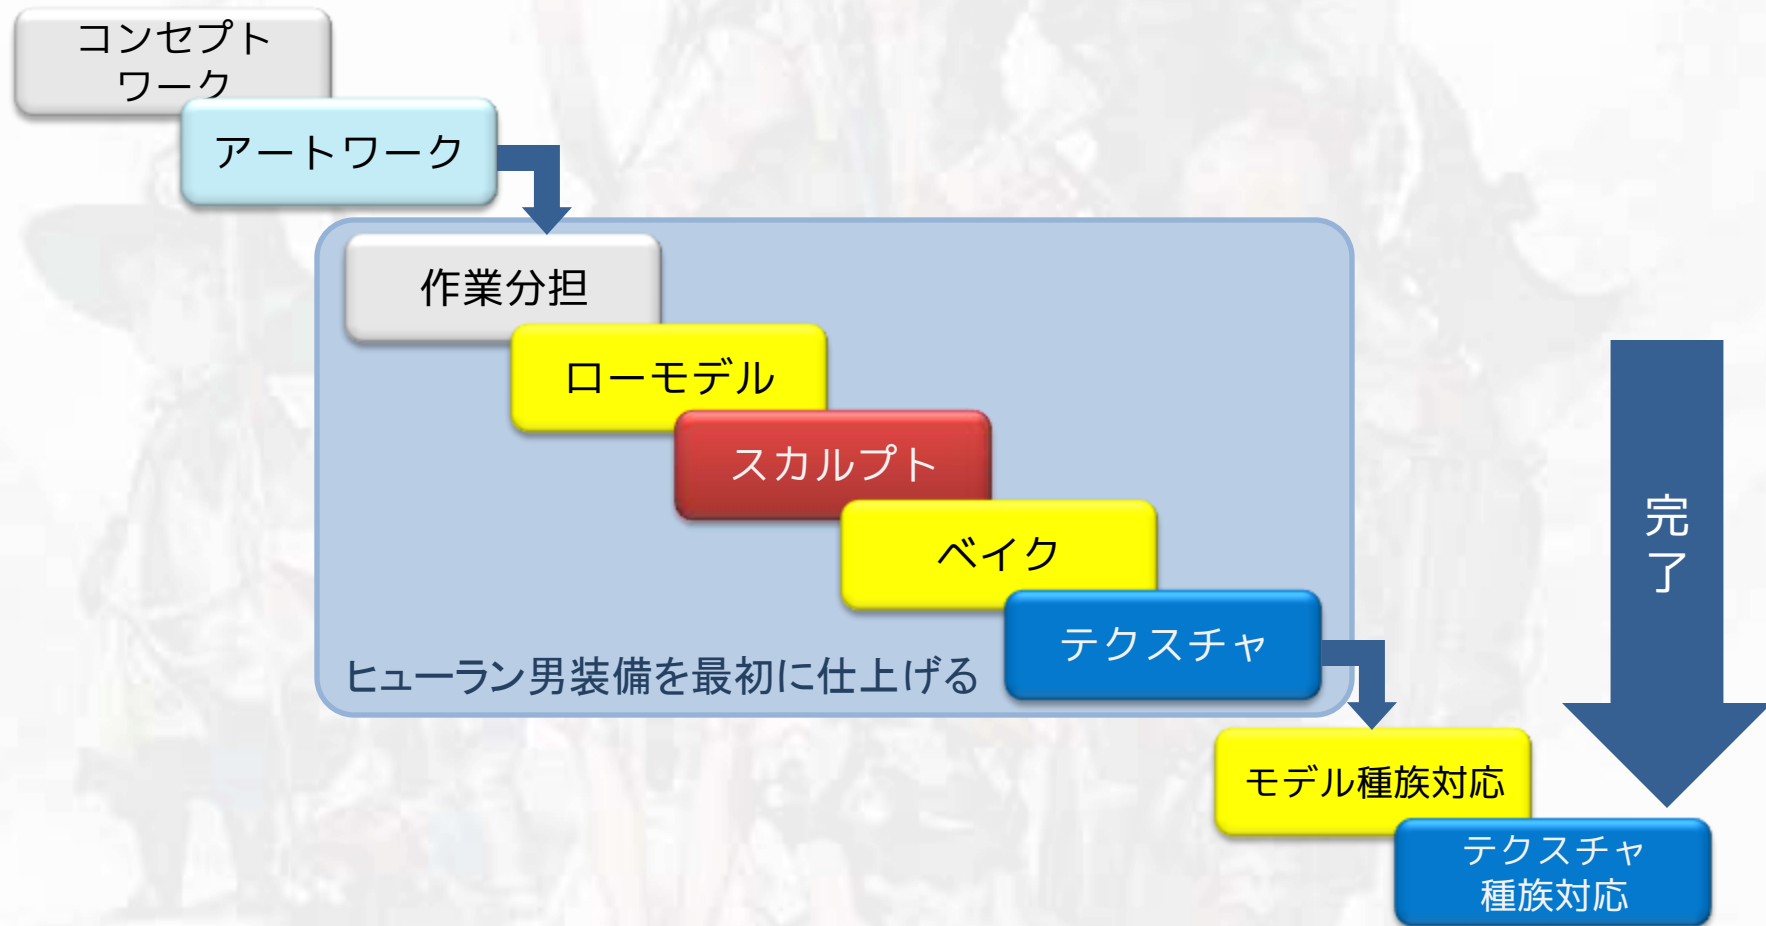 コンセプト
ワーク
アートワーク
作業分担
ローモデル
スカルプト
ベイク
テクスチャ
ヒューラン男装備を最初に仕上げる
モデル種族対応
テクスチャ
種族対応
完
了